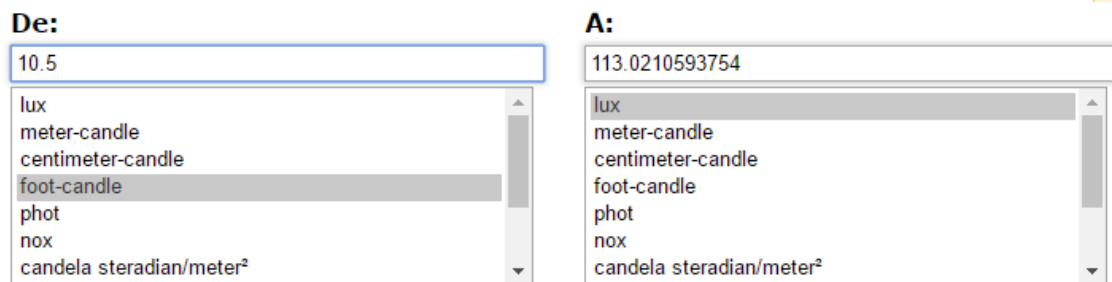 De:
10.5
lux
meter-candle
centimeter-candle
foot-candle
phot
nox
candela steradian/meter²
A:
113.0210593754
lux
meter-candle
centimeter-candle
foot-candle
phot
nox
candela steradian/meter²